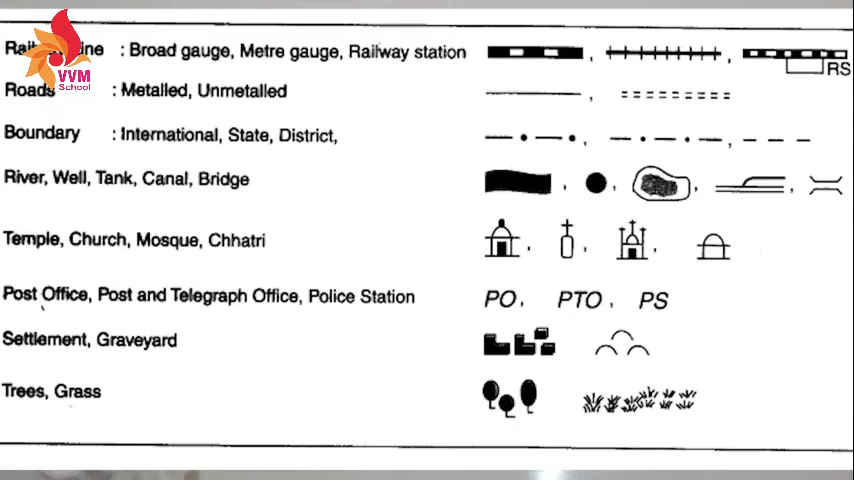 VVM
School
Line : Broad gauge, Metre gauge, Railway station
RS
Roads : Metalled, Unmetalled
Boundary : International, State, District,
River, Well, Tank, Canal, Bridge
Temple, Church, Mosque, Chhatri
Post Office, Post and Telegraph Office, Police Station PO, PTO, PS
Settlement, Graveyard
Trees, Grass